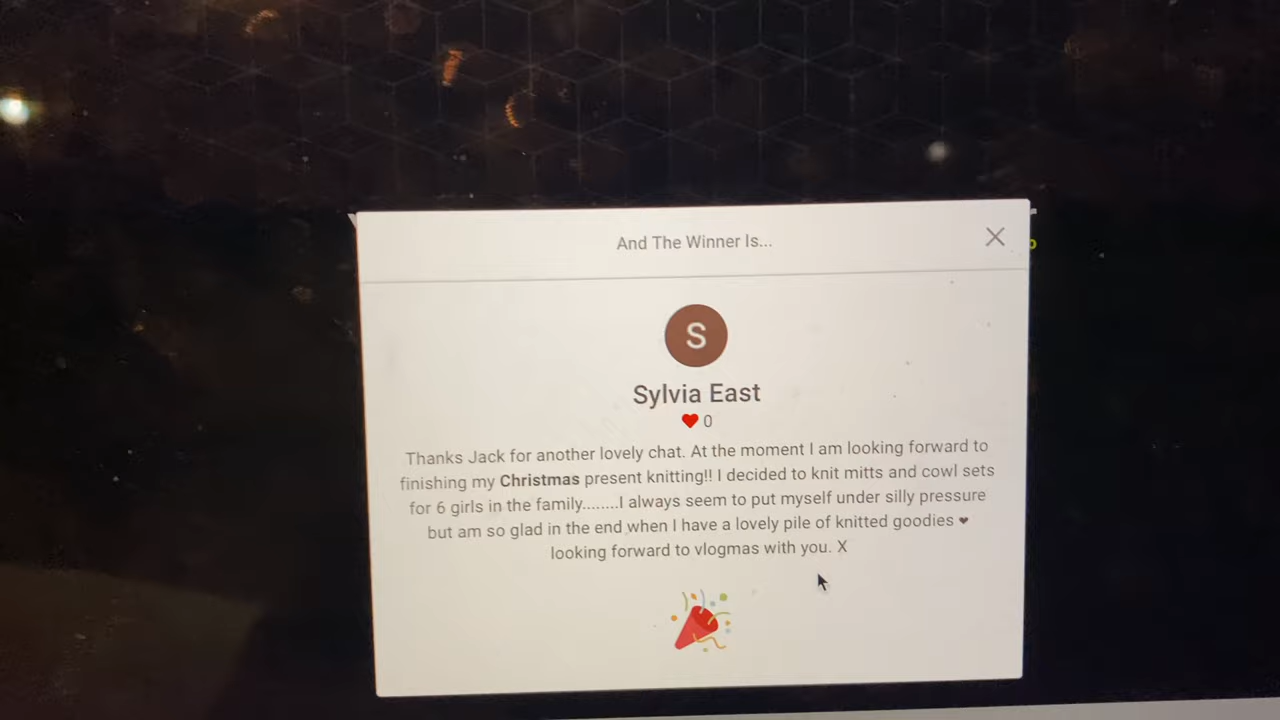 And The Winner Is...
S
Sylvia East
0
Thanks Jack for another lovely chat. At the moment I am looking forward to
finishing my Christmas present knitting!! I decided to knit mitts and cowl sets
for 6 girls in the family........I always seem to put myself under silly pressure
but am so glad in the end when I have a lovely pile of knitted goodies ❤
looking forward to vlogmas with you. X